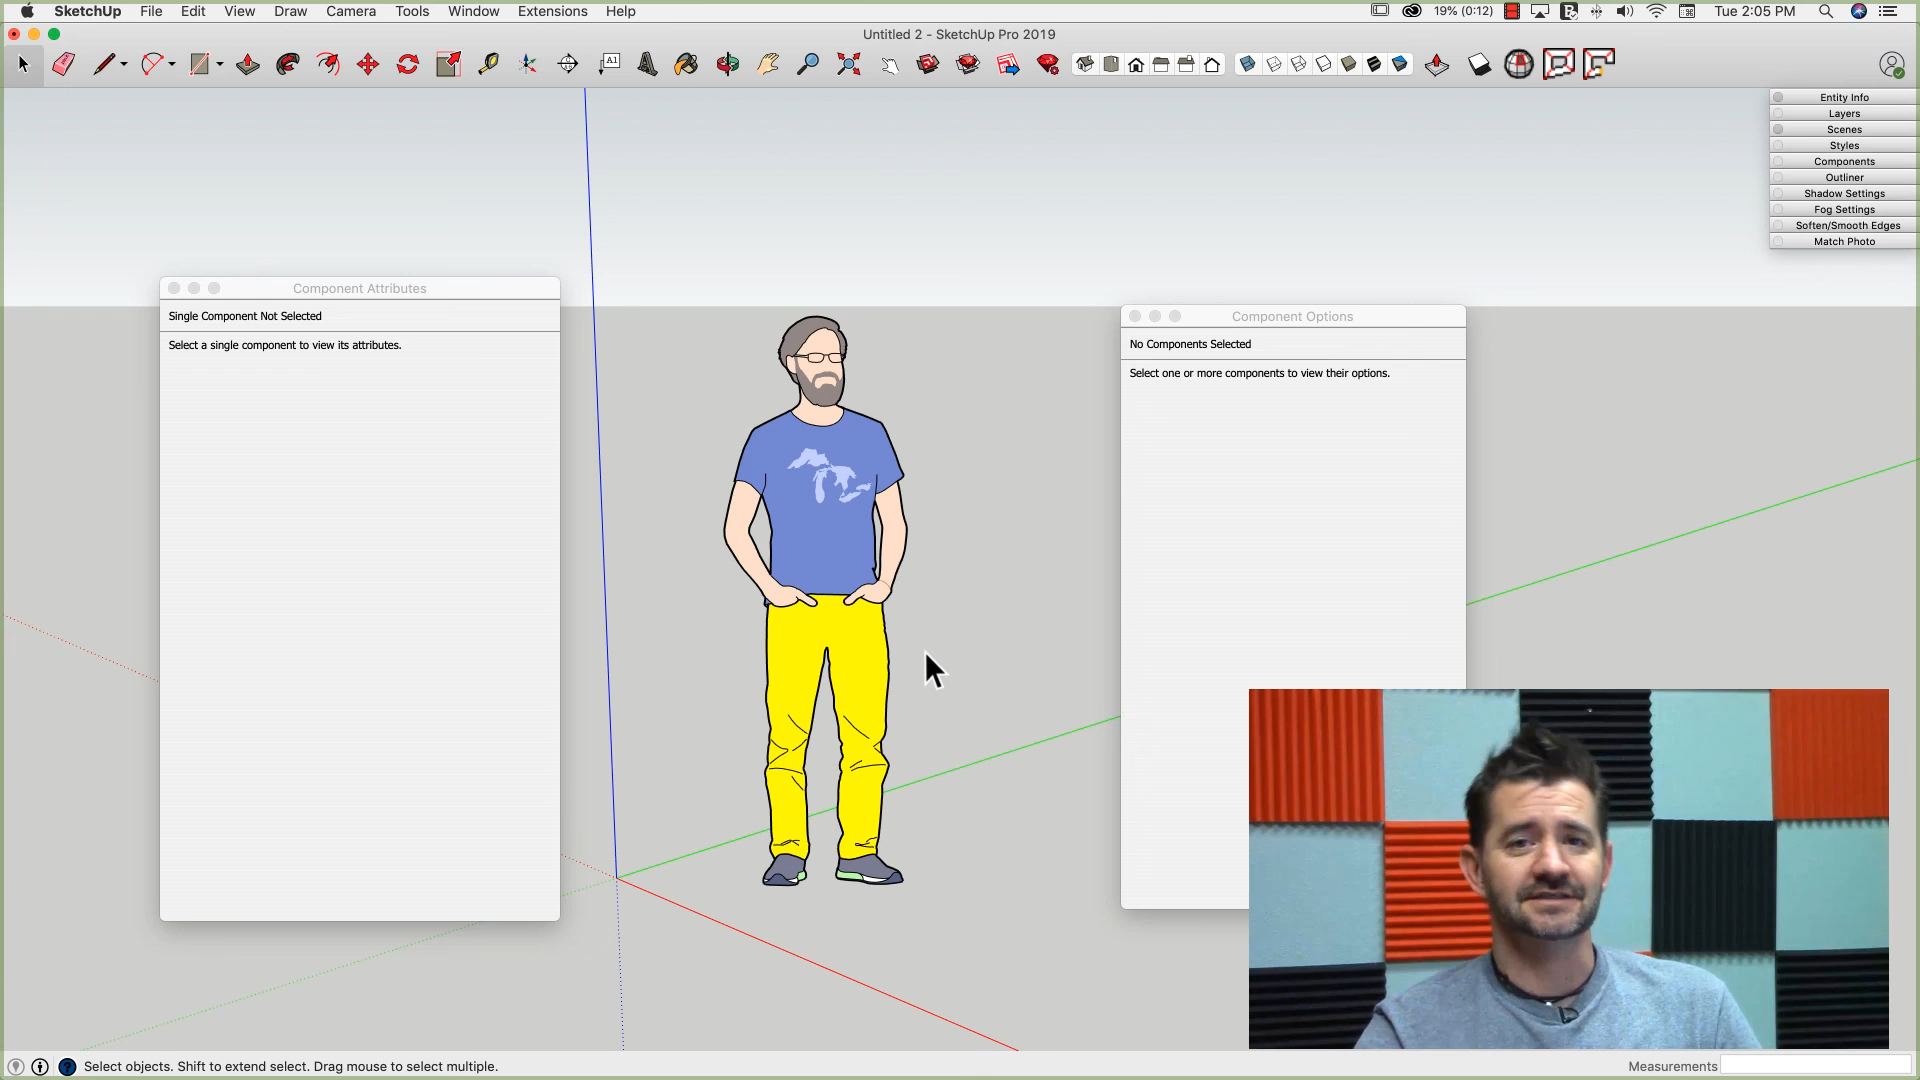 SketchUp File Edit View Draw Camera Tools Window Extensions Help
19% (0:12) Tue 2:05 PM
Untitled 2 - SketchUp Pro 2019
A1
Entity Info
Layers
Scenes
Styles
Components
Outliner
Shadow Settings
Fog Settings
Soften/Smooth Edges
Match Photo
Component Attributes
Single Component Not Selected
Select a single component to view its attributes.
Component Options
No Components Selected
Select one or more components to view their options.
Select objects. Shift to extend select. Drag mouse to select multiple.
Measurements